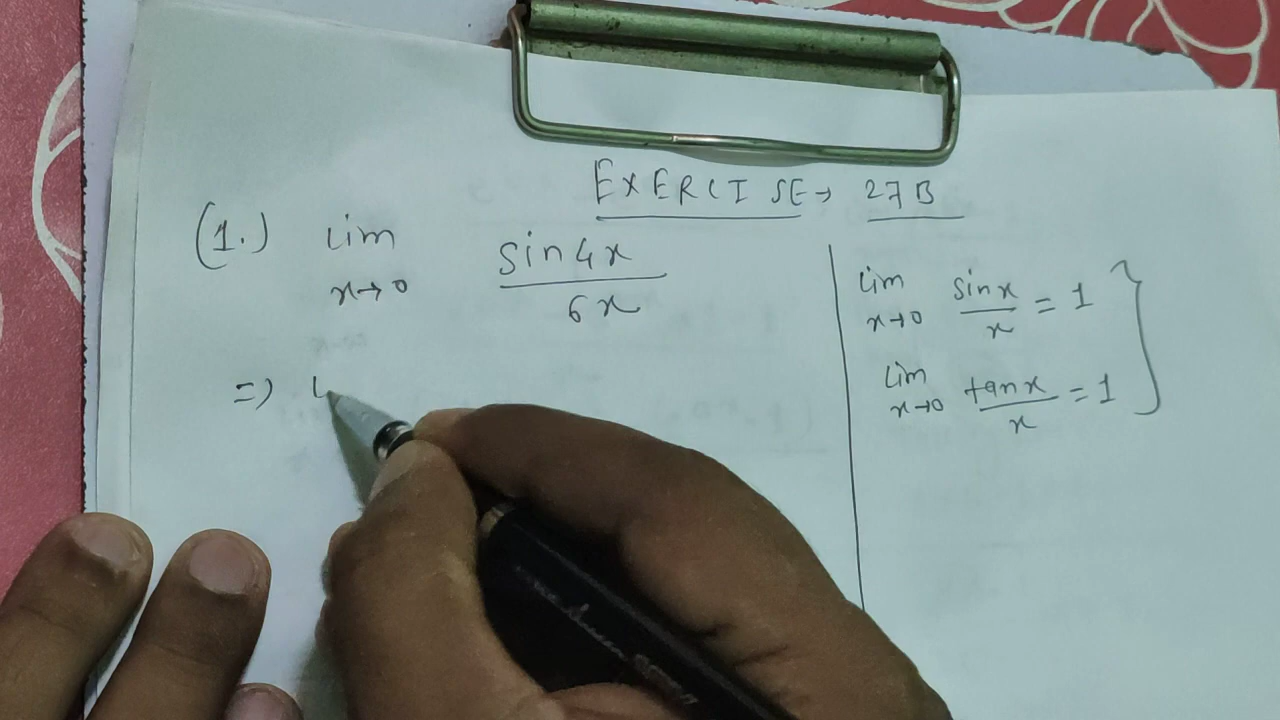 EXERCISE→ 27B
(1.) lim x→0 sin4x / 6x
=) l
lim x→0 sinx / x = 1
lim x→0 tanx / x = 1 }